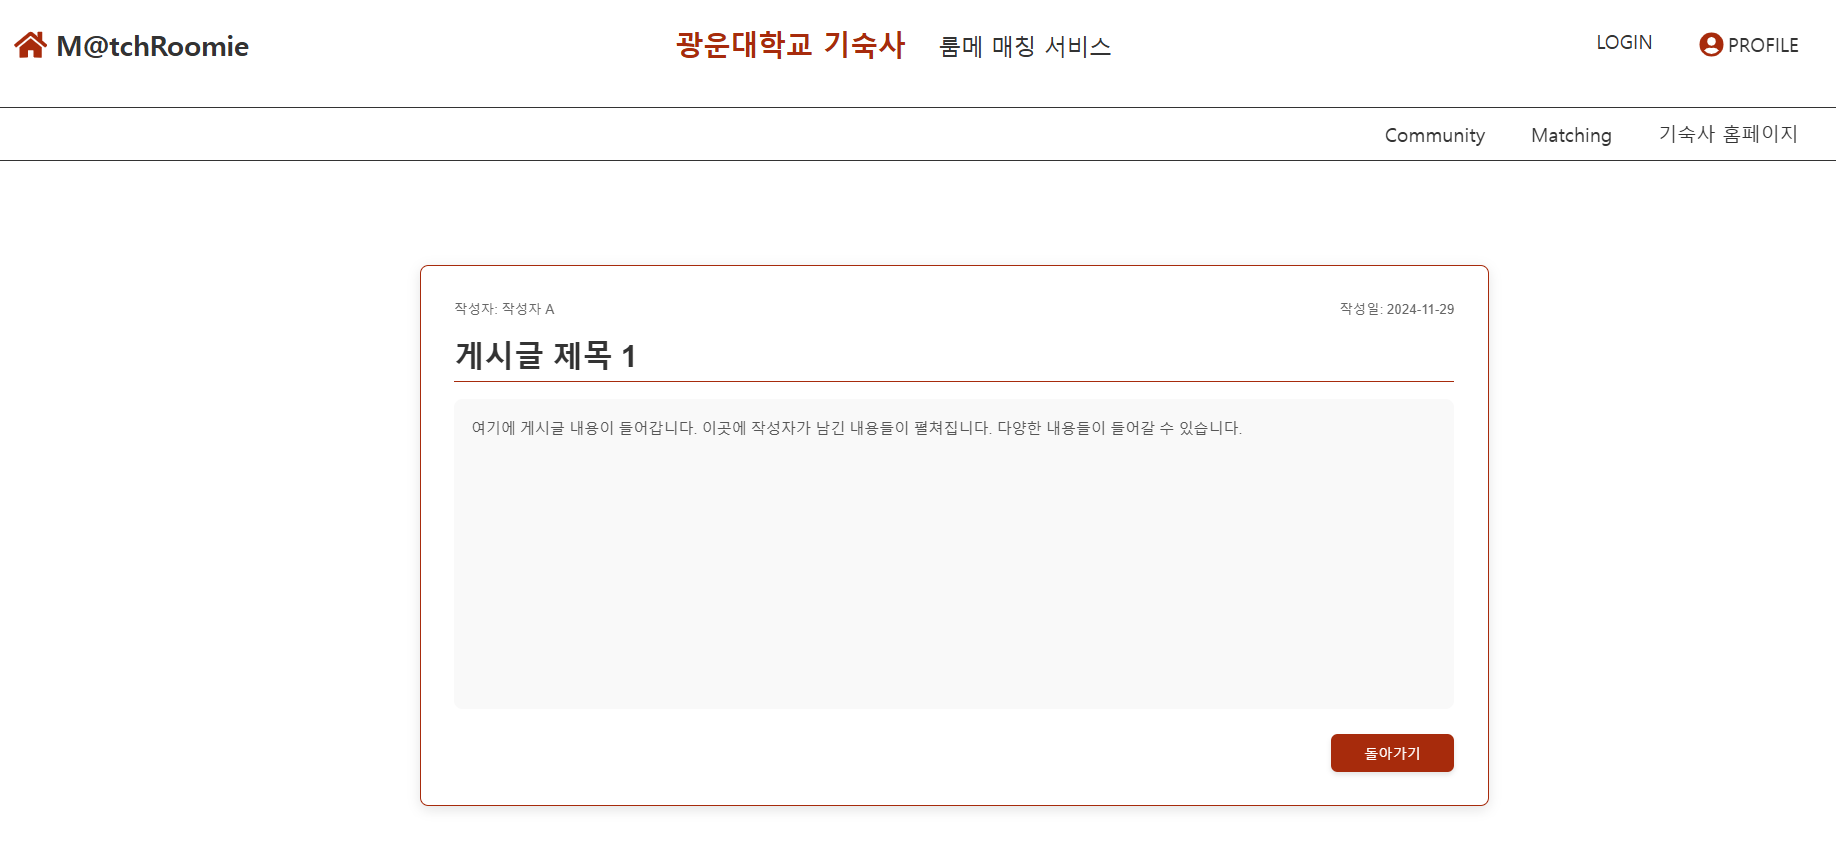 M@tchRoomie
광운대학교 기숙사 룸메 매칭 서비스
LOGIN
PROFILE
Community
Matching
기숙사 홈페이지
작성자: 작성자 A
작성일: 2024-11-29
게시글 제목 1
여기에 게시글 내용이 들어갑니다. 이곳에 작성자가 남긴 내용들이 펼쳐집니다. 다양한 내용들이 들어갈 수 있습니다.
돌아가기